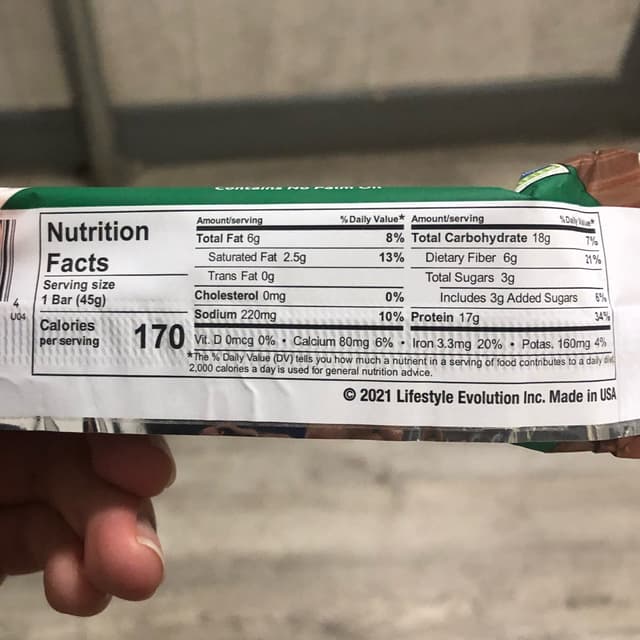 Contains No Palm Oil
Nutrition
Facts
Serving size
1 Bar (45g)
Calories
per serving
170
Amount/serving % Daily Value*
Total Fat 6g 8%
Saturated Fat 2.5g 13%
Trans Fat 0g
Cholesterol 0mg 0%
Sodium 220mg 10%
Amount/serving % Daily Value*
Total Carbohydrate 18g 7%
Dietary Fiber 6g 21%
Total Sugars 3g
Includes 3g Added Sugars 6%
Protein 17g 34%
Vit. D 0mcg 0% • Calcium 80mg 6% • Iron 3.3mg 20% • Potas. 160mg 4%
*The % Daily Value (DV) tells you how much a nutrient in a serving of food contributes to a daily diet.
2,000 calories a day is used for general nutrition advice.
© 2021 Lifestyle Evolution Inc. Made in USA
4
U04